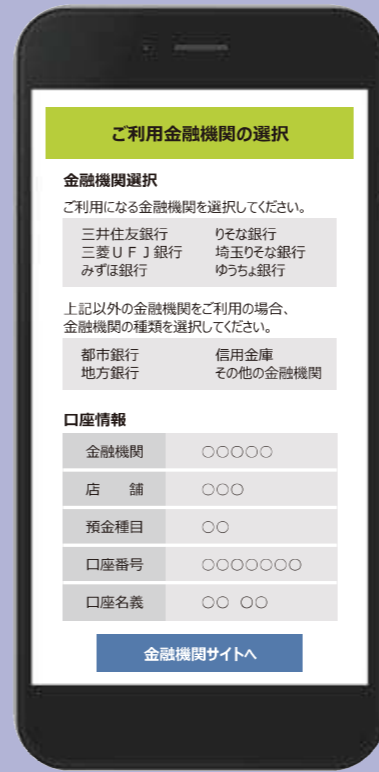 ご利用金融機関の選択
金融機関選択
ご利用になる金融機関を選択してください。
三井住友銀行 りそな銀行
三菱ＵＦＪ銀行 埼玉りそな銀行
みずほ銀行 ゆうちょ銀行
上記以外の金融機関をご利用の場合、
金融機関の種類を選択してください。
都市銀行 信用金庫
地方銀行 その他の金融機関
口座情報
金融機関 ○○○○○
店　舗 ○○○
預金種目 ○○
口座番号 ○○○○○○○
口座名義 ○○ ○○
金融機関サイトへ